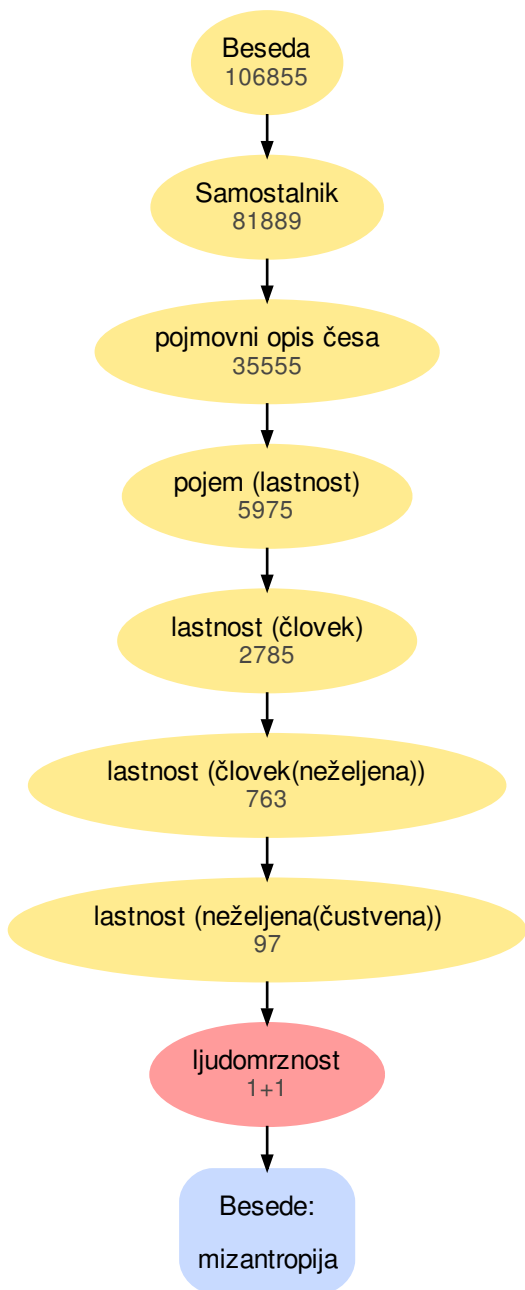 Beseda
106855
Samostalnik
81889
pojmovni opis česa
35555
pojem (lastnost)
5975
lastnost (človek)
2785
lastnost (človek(neželjena))
763
lastnost (neželjena(čustvena))
97
ljudomrznost
1+1
Besede:
mizantropija